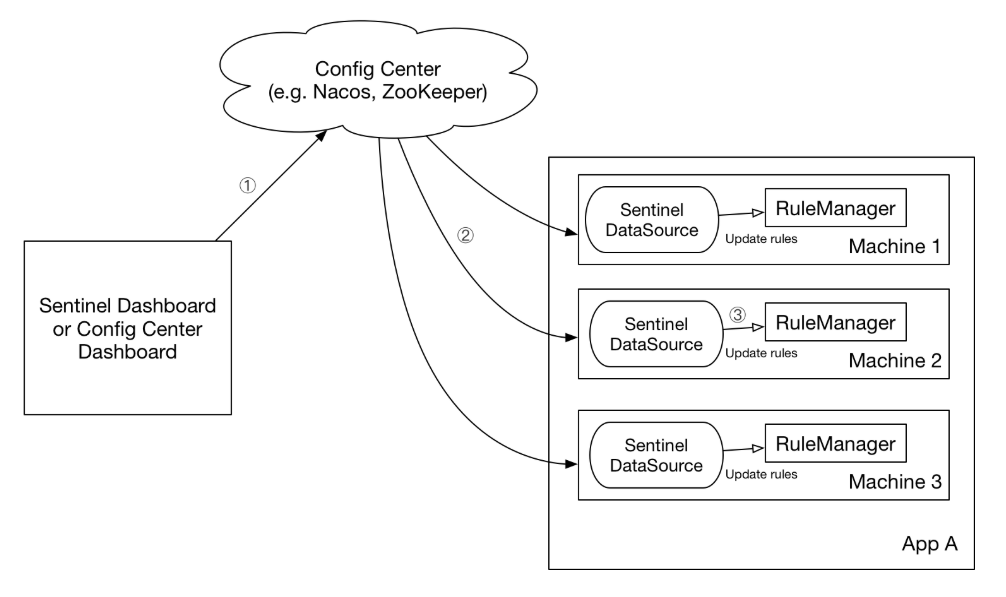 Config Center
(e.g. Nacos, ZooKeeper)
①
Sentinel Dashboard
or Config Center
Dashboard
②
Sentinel
DataSource
RuleManager
Update rules
Machine 1
Sentinel
DataSource
③
RuleManager
Update rules
Machine 2
Sentinel
DataSource
RuleManager
Update rules
Machine 3
App A